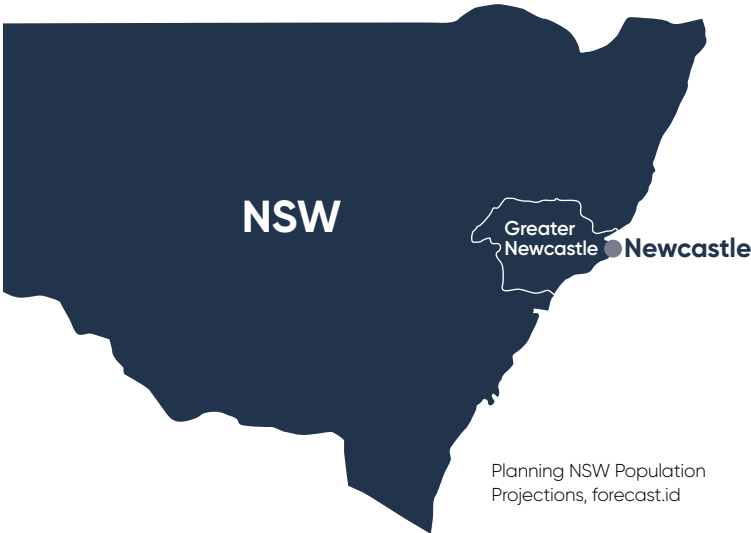 NSW
Greater
Newcastle
Newcastle
Planning NSW Population
Projections, forecast.id